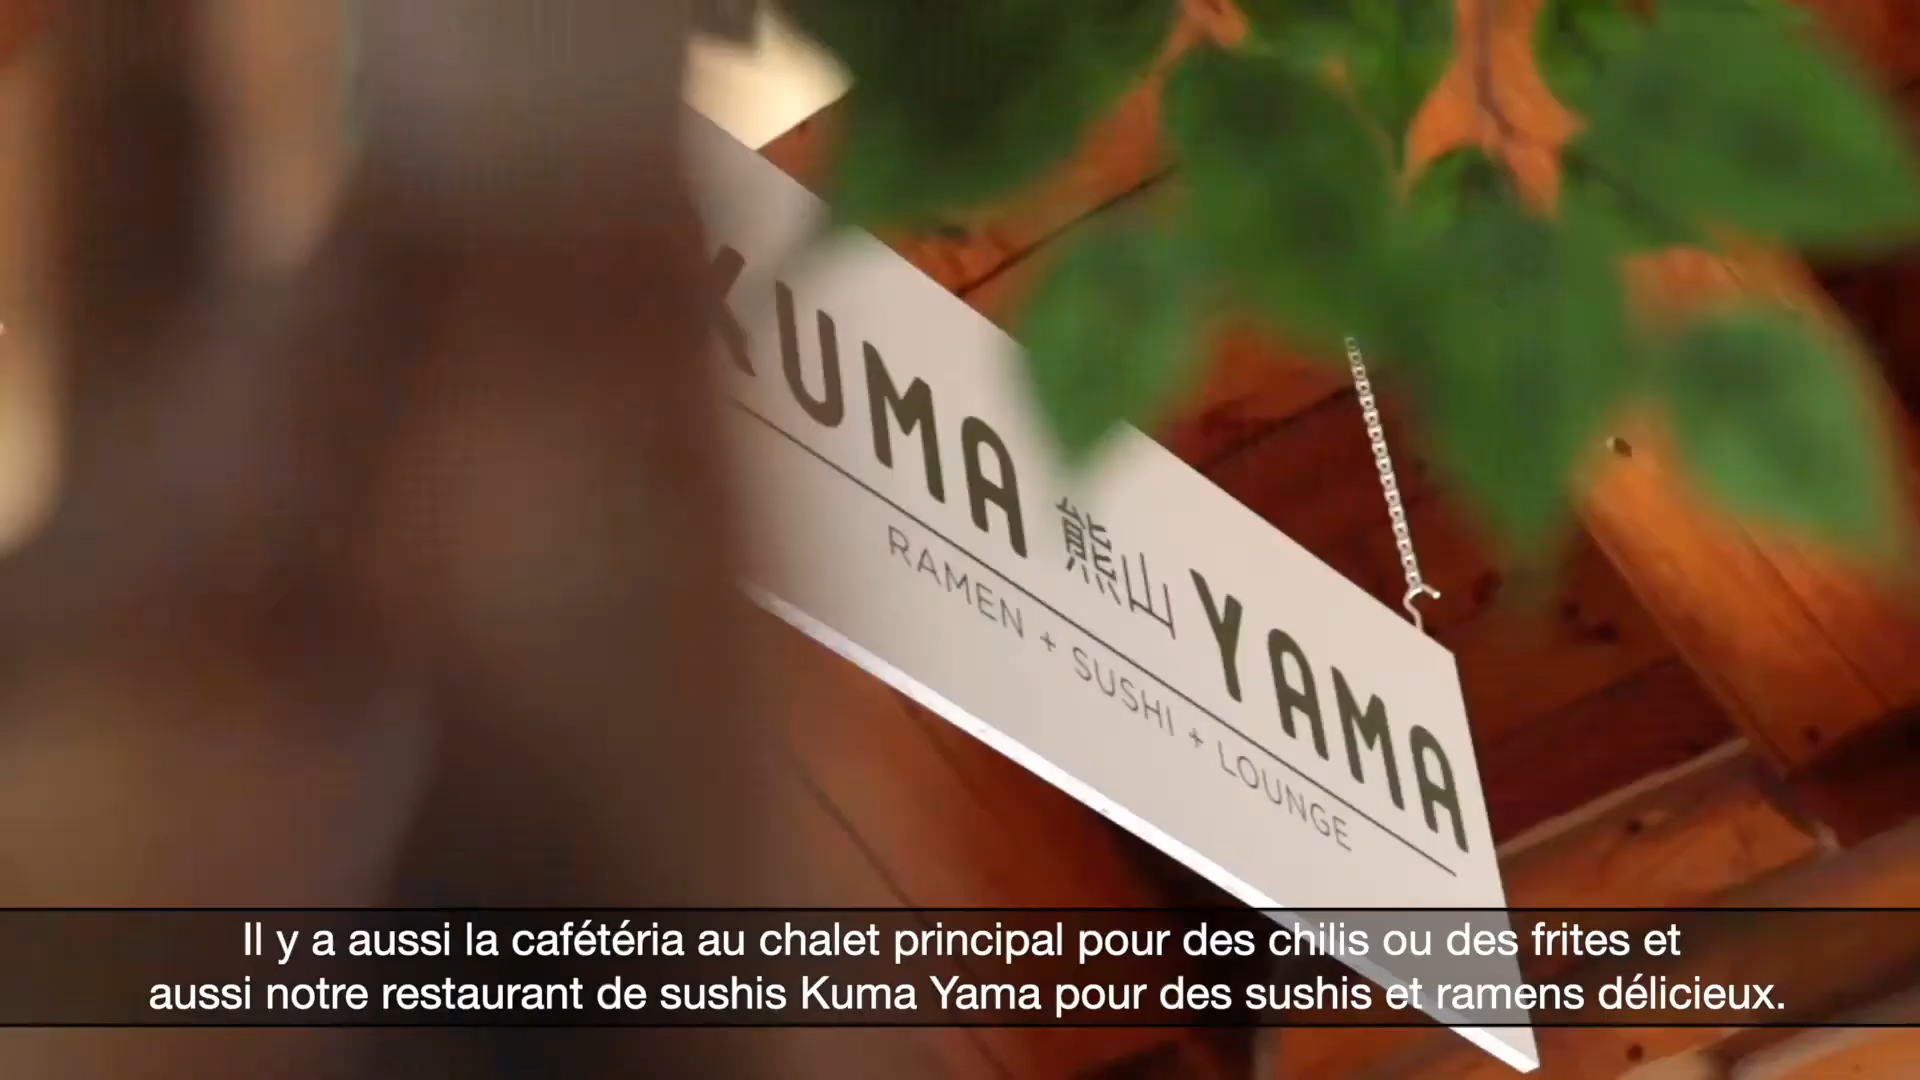 KUMA 熊山 YAMA
RAMEN + SUSHI + LOUNGE
Il y a aussi la cafétéria au chalet principal pour des chilis ou des frites et
aussi notre restaurant de sushis Kuma Yama pour des sushis et ramens délicieux.